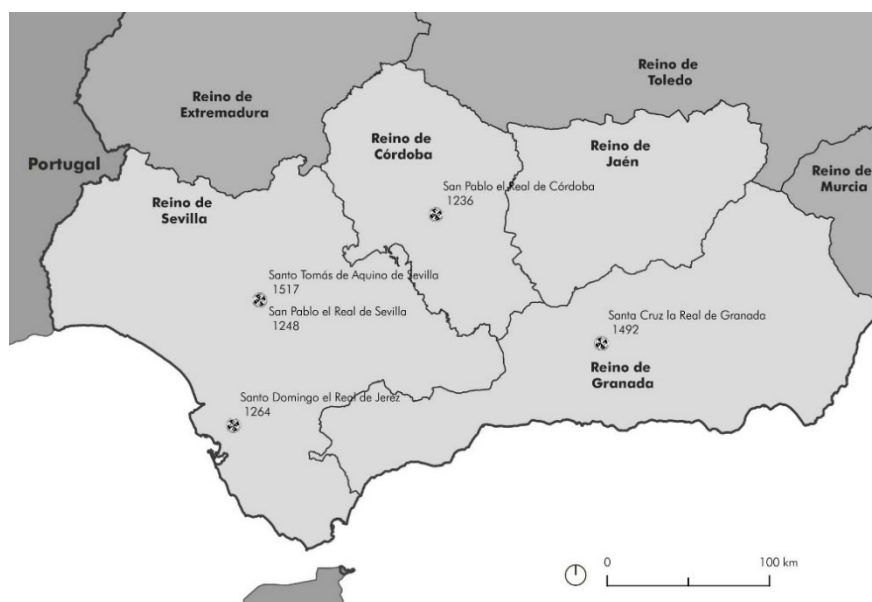 Reino de
Toledo
Reino de
Extremadura
Reino de
Córdoba
Reino de
Jaén
Portugal
Reino de
Murcia
San Pablo el Real de Córdoba
1236
Reino de
Sevilla
Santo Tomás de Aquino de Sevilla
1517
San Pablo el Real de Sevilla
1248
Santa Cruz la Real de Granada
1492
Reino de
Granada
Santo Domingo el Real de Jerez
1264
0
100 km